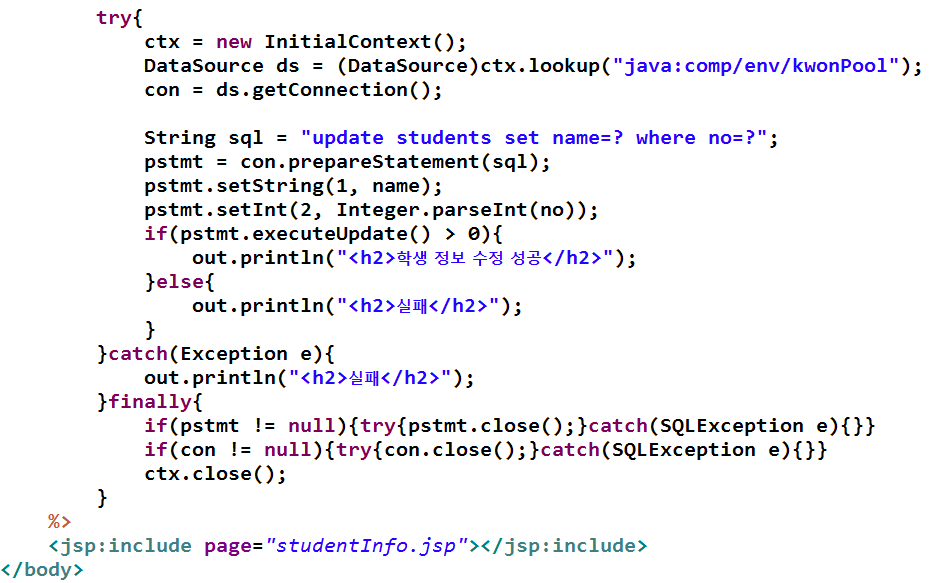 try{
ctx = new InitialContext();
DataSource ds = (DataSource)ctx.lookup("java:comp/env/kwonPool");
con = ds.getConnection();
String sql = "update students set name=? where no=?";
pstmt = con.prepareStatement(sql);
pstmt.setString(1, name);
pstmt.setInt(2, Integer.parseInt(no));
if(pstmt.executeUpdate() > 0){
out.println("<h2>학생 정보 수정 성공</h2>");
}else{
out.println("<h2>실패</h2>");
}
}catch(Exception e){
out.println("<h2>실패</h2>");
}finally{
if(pstmt != null){try{pstmt.close();}catch(SQLException e){}}
if(con != null){try{con.close();}catch(SQLException e){}}
ctx.close();
}
%>
<jsp:include page="studentInfo.jsp"></jsp:include>
</body>